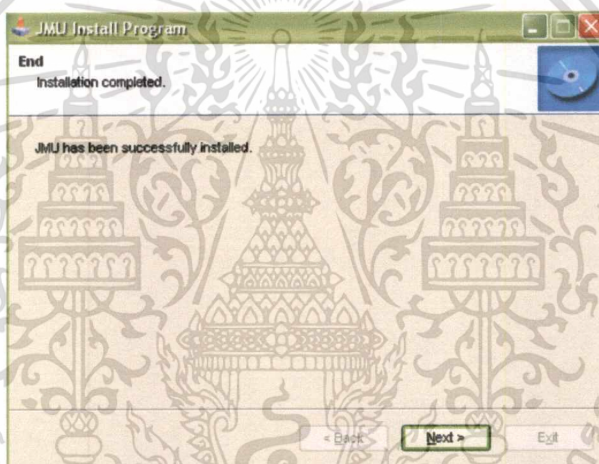 JMU Install Program
End
Installation completed.
JMU has been successfully installed.
< Back
Next >
Exit